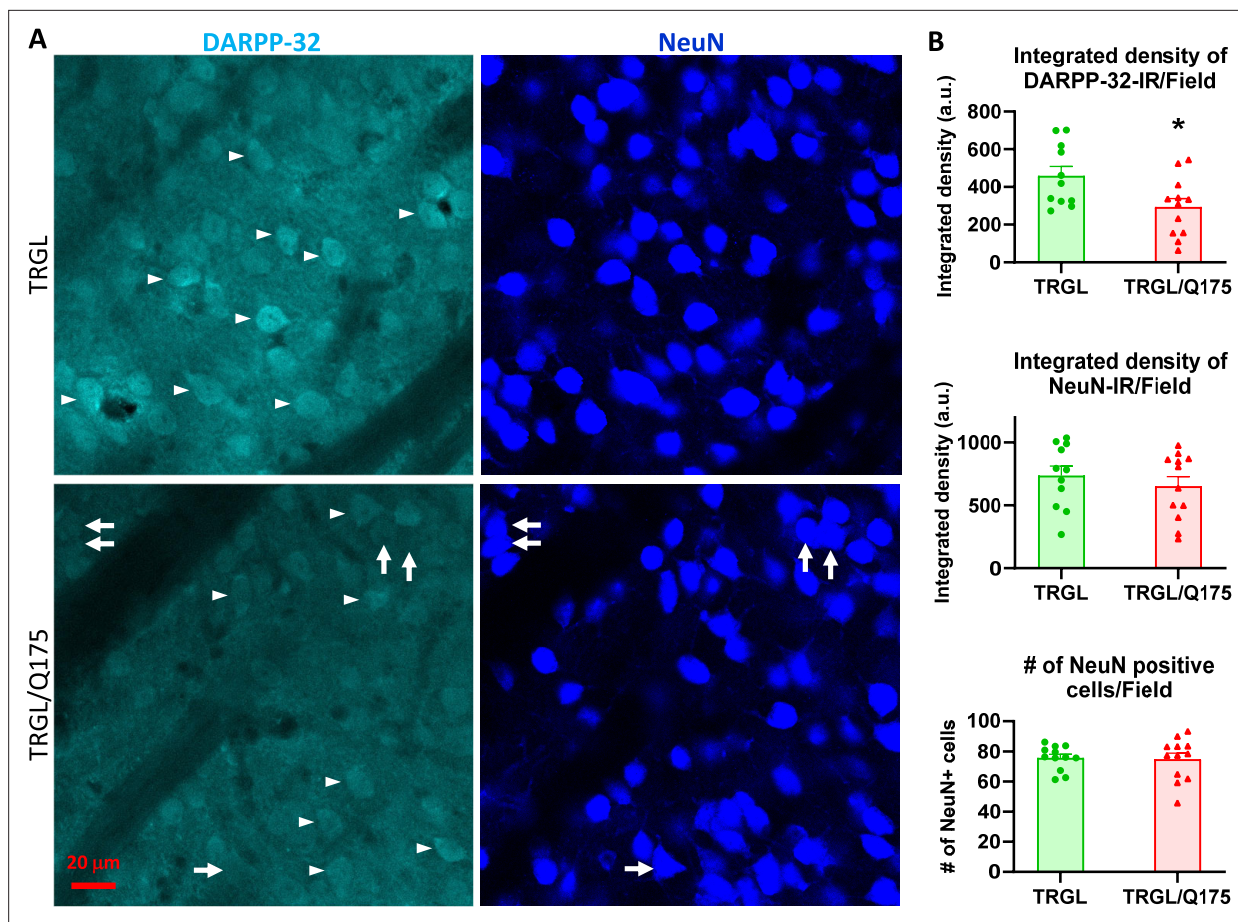 A
DARPP-32
NeuN
TRGL
TRGL/Q175
20 μm
B
Integrated density of
DARPP-32-IR/Field
Integrated density (a.u.)
800
600
400
200
0
*
TRGL
TRGL/Q175
Integrated density of
NeuN-IR/Field
Integrated density (a.u.)
1000
500
0
TRGL
TRGL/Q175
# of NeuN positive
cells/Field
# of NeuN+ cells
100
80
60
40
20
0
TRGL
TRGL/Q175